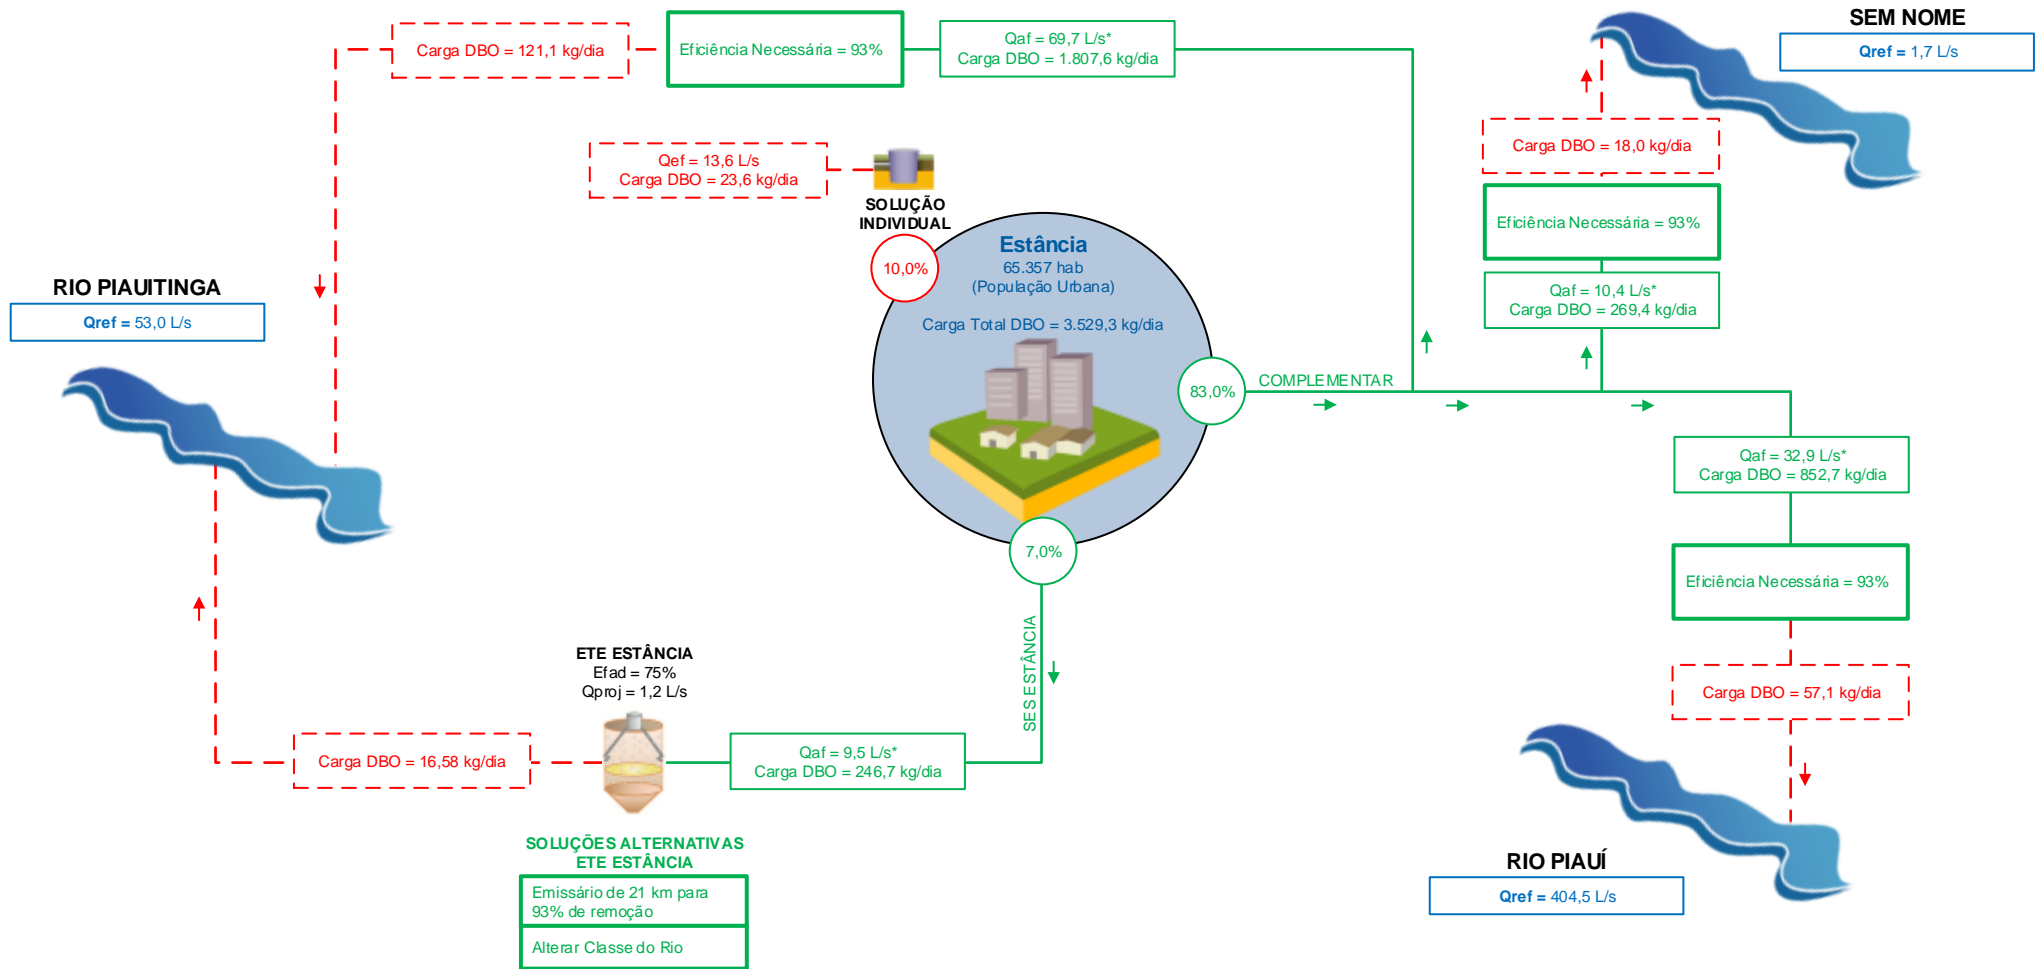 Carga DBO = 121,1 kg/dia
Eficiência Necessária = 93%
Qaf = 69,7 L/s*
Carga DBO = 1.807,6 kg/dia
SEM NOME
Qref = 1,7 L/s
Carga DBO = 18,0 kg/dia
Qef = 13,6 L/s
Carga DBO = 23,6 kg/dia
SOLUÇÃO
INDIVIDUAL
10,0%
Estância
65.357 hab
(População Urbana)
Carga Total DBO = 3.529,3 kg/dia
Eficiência Necessária = 93%
Qaf = 10,4 L/s*
Carga DBO = 269,4 kg/dia
RIO PIAUITINGA
Qref = 53,0 L/s
83,0%
COMPLEMENTAR
Qaf = 32,9 L/s*
Carga DBO = 852,7 kg/dia
Eficiência Necessária = 93%
Carga DBO = 57,1 kg/dia
7,0%
SES ESTÂNCIA
ETE ESTÂNCIA
Efad = 75%
Qproj = 1,2 L/s
Carga DBO = 16,58 kg/dia
Qaf = 9,5 L/s*
Carga DBO = 246,7 kg/dia
SOLUÇÕES ALTERNATIVAS
ETE ESTÂNCIA
Emissário de 21 km para
93% de remoção
Alterar Classe do Rio
RIO PIAUÍ
Qref = 404,5 L/s